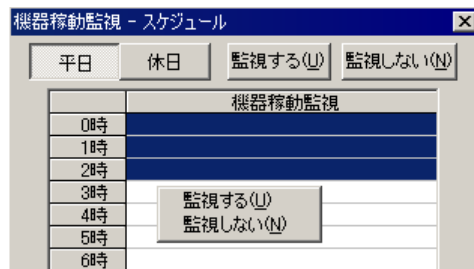 機器稼動監視 - スケジュール
平日 休日 監視する(U) 監視しない(N)
機器稼動監視
0時
1時
2時
3時
監視する(U)
4時
監視しない(N)
5時
6時